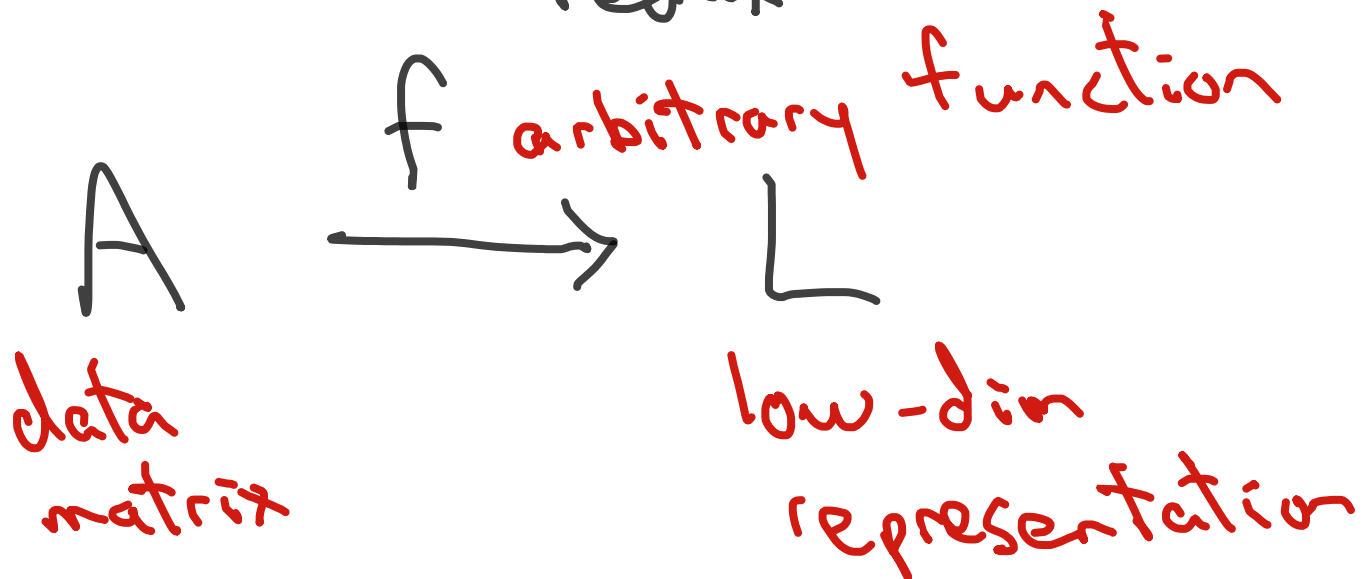 f arbitrary function
A → L
data
matrix
low-dim
representation